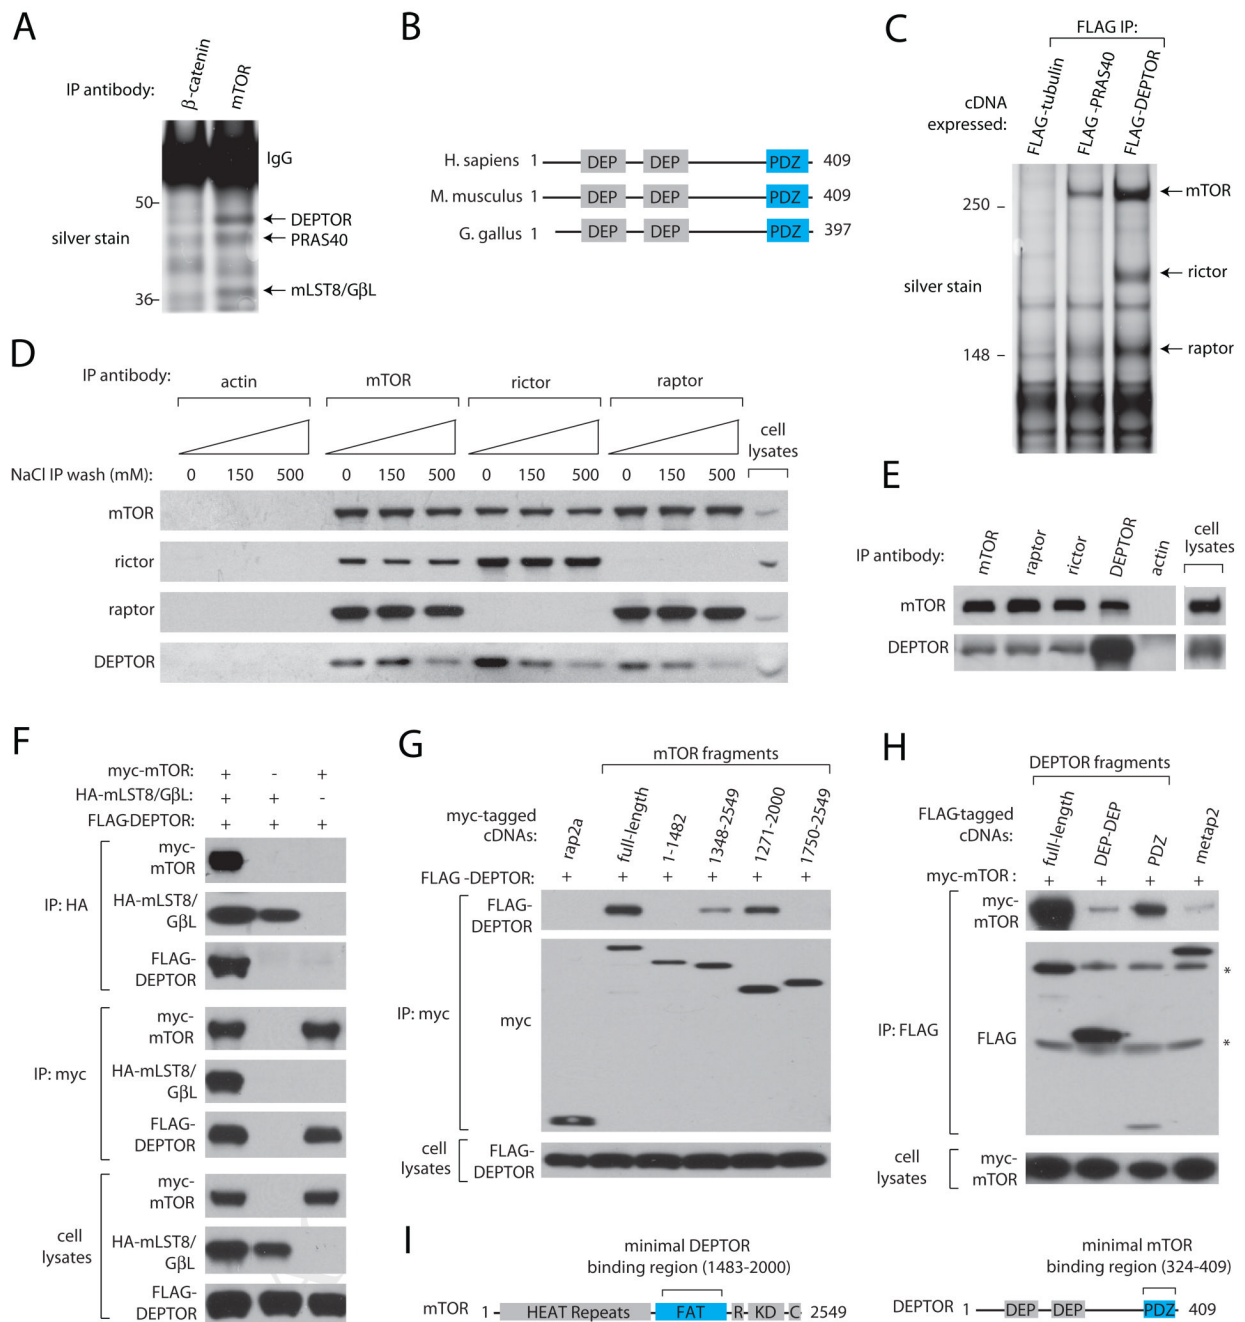 A
IP antibody:
β-catenin
mTOR
IgG
50
DEPTOR
silver stain
PRAS40
mLST8/GβL
36
B
H. sapiens 1 DEP DEP PDZ 409
M. musculus 1 DEP DEP PDZ 409
G. gallus 1 DEP DEP PDZ 397
C
FLAG IP:
cDNA
expressed:
FLAG-tubulin
FLAG-PRAS40
FLAG-DEPTOR
mTOR
250
rictor
silver stain
raptor
148
D
IP antibody: actin mTOR rictor raptor
cell
lysates
NaCl IP wash (mM): 0 150 500 0 150 500 0 150 500 0 150 500
mTOR
rictor
raptor
DEPTOR
E
IP antibody:
mTOR
raptor
rictor
DEPTOR
actin
cell
lysates
mTOR
DEPTOR
F
myc-mTOR: + - +
HA-mLST8/GβL: + + -
FLAG-DEPTOR: + + +
IP: HA
myc-
mTOR
HA-mLST8/
GβL
FLAG-
DEPTOR
IP: myc
myc-
mTOR
HA-mLST8/
GβL
FLAG-
DEPTOR
cell
lysates
myc-
mTOR
HA-mLST8/
GβL
FLAG-
DEPTOR
G
mTOR fragments
myc-tagged
cDNAs:
rap2a
full-length
1-1482
1348-2549
1271-2000
1750-2549
FLAG -DEPTOR: + + + + + +
IP: myc
FLAG-
DEPTOR
myc
cell
lysates
FLAG-
DEPTOR
H
DEPTOR fragments
FLAG-tagged
cDNAs:
full-length
DEP-DEP
PDZ
metap2
myc-mTOR : + + + +
IP: FLAG
myc-
mTOR
*
FLAG
*
cell
lysates
myc-
mTOR
I
minimal DEPTOR
binding region (1483-2000)
mTOR 1 HEAT Repeats FAT R KD C 2549
minimal mTOR
binding region (324-409)
DEPTOR 1 DEP DEP PDZ 409